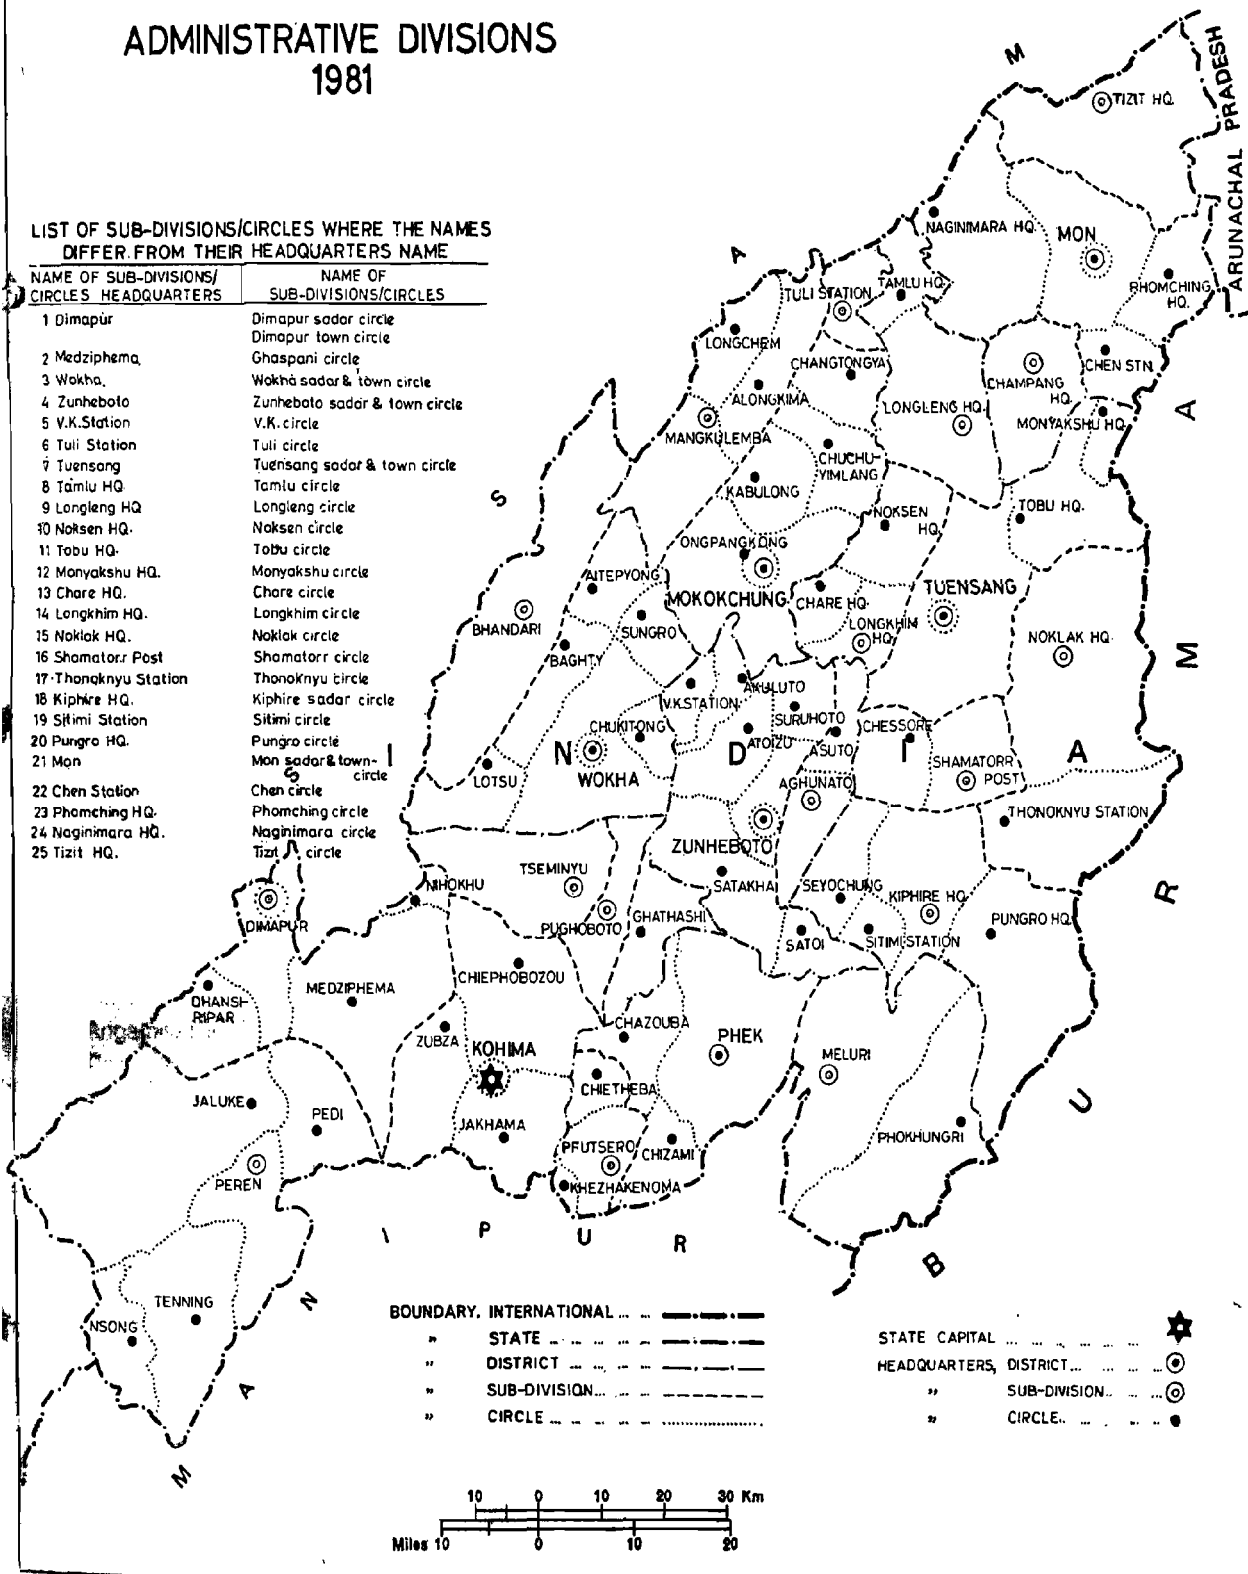 ADMINISTRATIVE DIVISIONS
1981
LIST OF SUB-DIVISIONS/CIRCLES WHERE THE NAMES
DIFFER FROM THEIR HEADQUARTERS NAME
NAME OF SUB-DIVISIONS/ NAME OF
CIRCLES HEADQUARTERS SUB-DIVISIONS/CIRCLES
1 Dimapur Dimapur sadar circle
Dimapur town circle
2 Medziphema Ghaspani circle
3 Wokha. Wokha sadar & town circle
4 Zunheboto Zunheboto sadar & town circle
5 V.K.Station V.K. circle
6 Tuli Station Tuli circle
7 Tuensang Tuensang sadar & town circle
8 Tamlu HQ Tamlu circle
9 Longleng HQ Longleng circle
10 Noksen HQ. Noksen circle
11 Tobu HQ. Tobu circle
12 Monyakshu HQ. Monyakshu circle
13 Chare HQ. Chare circle
14 Longkhim HQ. Longkhim circle
15 Noklak HQ. Noklak circle
16 Shamatorr Post Shamatorr circle
17 Thonoknyu Station Thonoknyu circle
18 Kiphire HQ. Kiphire sadar circle
19 Sitimi Station Sitimi circle
20 Pungro HQ. Pungro circle
21 Mon Mon sadar & town-
circle
22 Chen Station Chen circle
23 Phomching HQ. Phomching circle
24 Naginimara HQ. Naginimara circle
25 Tizit HQ. Tizit circle
ARUNACHAL PRADESH
A S S A M
I N D I A
B U R M A
M A N I P U R
TIZIT HQ.
NAGINIMARA HQ.
MON
PHOMCHING
HQ.
TAMLU HQ.
TULI STATION
LONGCHEM
CHANGTONGYA
CHEN STN.
CHAMPANG
HQ.
ALONGKIMA
LONGLENG HQ.
MONYAKSHU HQ.
MANGKULEMBA
CHUCHU-
YIMLANG
KABULONG
NOKSEN
HQ.
TOBU HQ.
ONGPANGKONG
AITEPYONG
MOKOKCHUNG
CHARE HQ.
TUENSANG
BHANDARI
SUNGRO
LONGKHIM
HQ.
NOKLAK HQ.
BAGHTY
AKULUTO
V.K.STATION
SURUHOTO
CHUKITONG
ATOIZU
ASUTO
CHESSORE
LOTSU
WOKHA
AGHUNATO
SHAMATORR
POST
THONOKNYU STATION
ZUNHEBOTO
TSEMINYU
NIHOKHU
SATAKHA
SEYOCHUNG
KIPHIRE HQ.
DIMAPUR
PUGHOBOTO
GHATHASHI
SATOI
SITIMI STATION
PUNGRO HQ.
CHIEPHOBOZOU
MEDZIPHEMA
DHANSI-
RIPAR
ZUBZA
KOHIMA
CHAZOUBA
PHEK
MELURI
CHIETHEBA
JALUKE
PEDI
JAKHAMA
PFUTSERO
CHIZAMI
PHOKHUNGRI
PEREN
KHEZHAKENOMA
TENNING
NSONG
BOUNDARY, INTERNATIONAL
" STATE
" DISTRICT
" SUB-DIVISION
" CIRCLE
STATE CAPITAL
HEADQUARTERS, DISTRICT
" SUB-DIVISION
" CIRCLE
10 0 10 20 30 Km
Miles 10 0 10 20